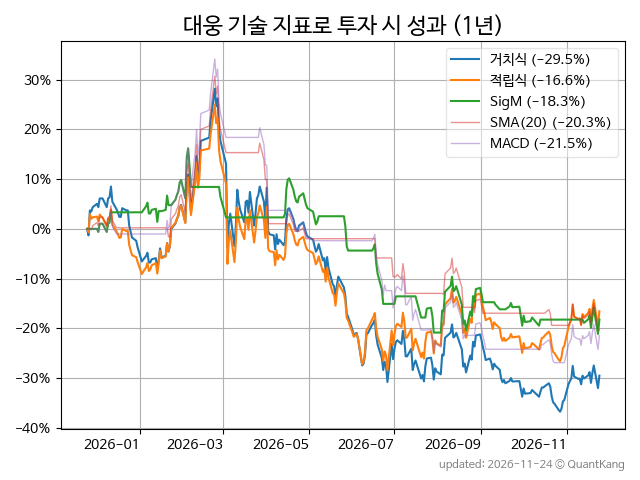 대웅 기술 지표로 투자 시 성과 (1년)
거치식 (−29.5%)
적립식 (−16.6%)
SigM (−18.3%)
SMA(20) (−20.3%)
MACD (−21.5%)
30%
20%
10%
0%
−10%
−20%
−30%
−40%
2026-01
2026-03
2026-05
2026-07
2026-09
2026-11
updated: 2026-11-24 © QuantKang